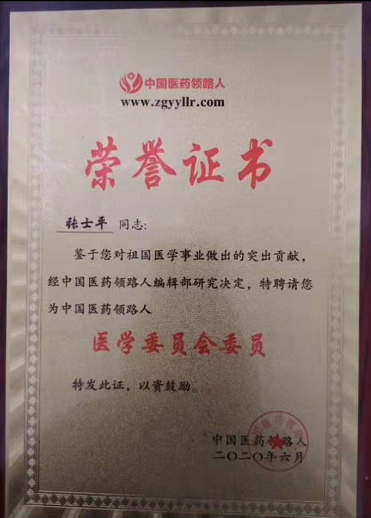 中国医药领路人
www.zgyyllr.com
荣誉证书
张士平 同志:
鉴于您对祖国医学事业做出的突出贡献,
经中国医药领路人编辑部研究决定,特聘请您
为中国医药领路人
医学委员会委员
特发此证,以资鼓励。
中国医药领路人
二〇二〇年六月